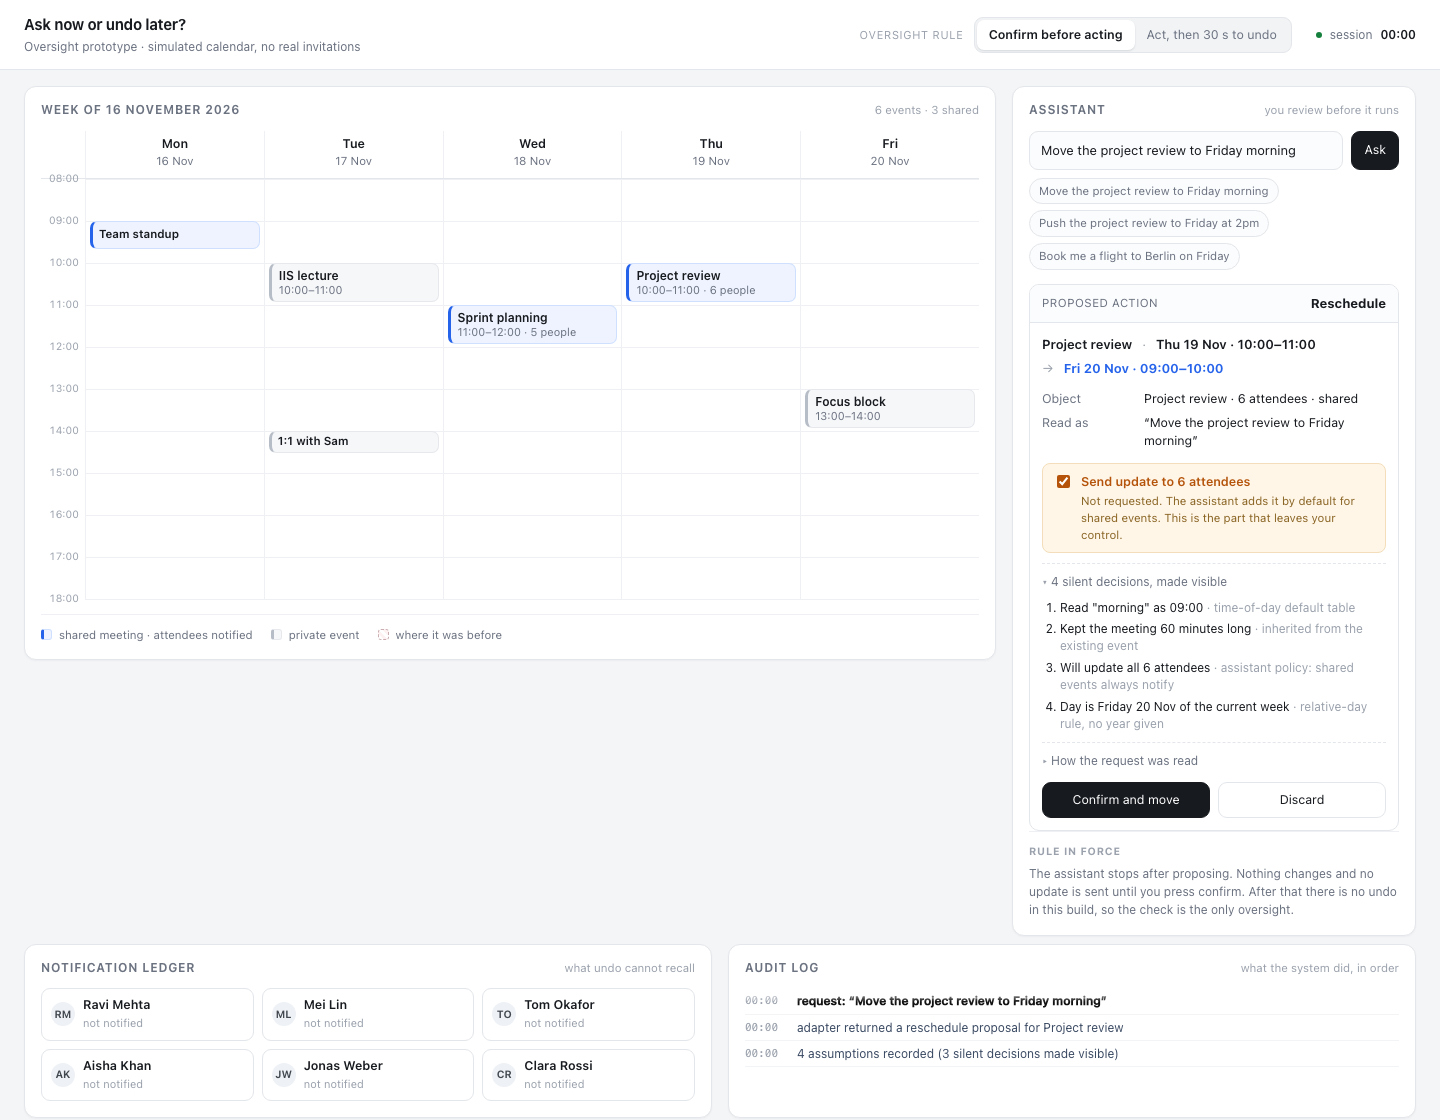 Ask now or undo later?
Oversight prototype · simulated calendar, no real invitations
OVERSIGHT RULE
Confirm before acting
Act, then 30 s to undo
session 00:00
WEEK OF 16 NOVEMBER 2026
6 events · 3 shared
Mon
16 Nov
Tue
17 Nov
Wed
18 Nov
Thu
19 Nov
Fri
20 Nov
08:00
09:00
10:00
11:00
12:00
13:00
14:00
15:00
16:00
17:00
18:00
Team standup
IIS lecture
10:00–11:00
1:1 with Sam
Sprint planning
11:00–12:00 · 5 people
Project review
10:00–11:00 · 6 people
Focus block
13:00–14:00
shared meeting · attendees notified
private event
where it was before
ASSISTANT
you review before it runs
Move the project review to Friday morning
Ask
Move the project review to Friday morning
Push the project review to Friday at 2pm
Book me a flight to Berlin on Friday
PROPOSED ACTION
Reschedule
Project review · Thu 19 Nov · 10:00–11:00
→ Fri 20 Nov · 09:00–10:00
Object
Project review · 6 attendees · shared
Read as
“Move the project review to Friday
morning”
Send update to 6 attendees
Not requested. The assistant adds it by default for
shared events. This is the part that leaves your
control.
4 silent decisions, made visible
1. Read "morning" as 09:00 · time-of-day default table
2. Kept the meeting 60 minutes long · inherited from the
existing event
3. Will update all 6 attendees · assistant policy: shared
events always notify
4. Day is Friday 20 Nov of the current week · relative-day
rule, no year given
How the request was read
Confirm and move
Discard
RULE IN FORCE
The assistant stops after proposing. Nothing changes and no
update is sent until you press confirm. After that there is no undo
in this build, so the check is the only oversight.
NOTIFICATION LEDGER
what undo cannot recall
RM
Ravi Mehta
not notified
ML
Mei Lin
not notified
TO
Tom Okafor
not notified
AK
Aisha Khan
not notified
JW
Jonas Weber
not notified
CR
Clara Rossi
not notified
AUDIT LOG
what the system did, in order
00:00 request: “Move the project review to Friday morning”
00:00 adapter returned a reschedule proposal for Project review
00:00 4 assumptions recorded (3 silent decisions made visible)